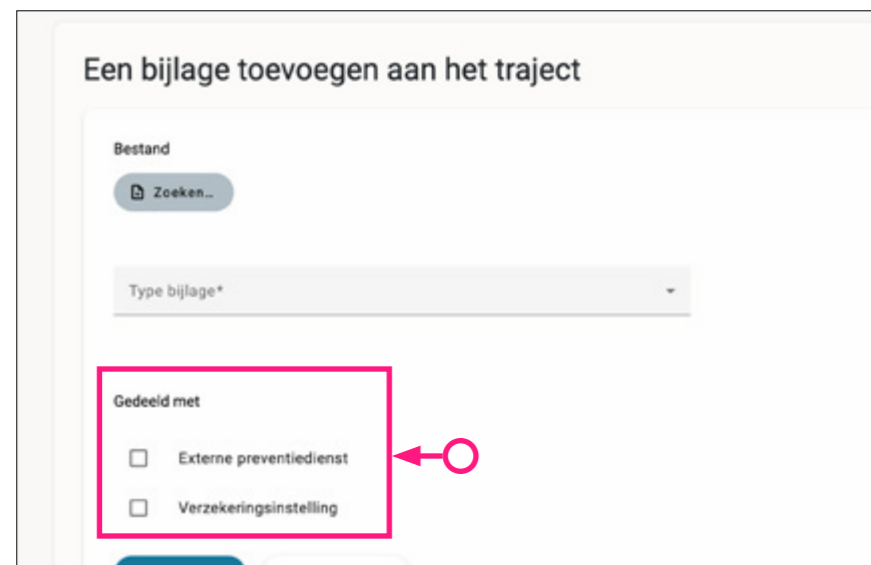 Een bijlage toevoegen aan het traject
Bestand
Zoeken...
Type bijlage*
Gedeeld met
Externe preventiedienst
Verzekeringsinstelling